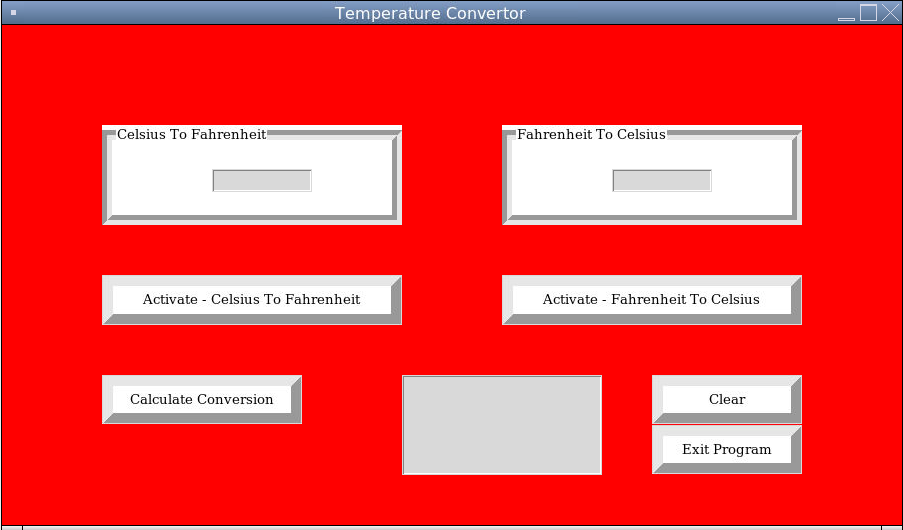 Temperature Convertor
Celsius To Fahrenheit
Fahrenheit To Celsius
Activate - Celsius To Fahrenheit
Activate - Fahrenheit To Celsius
Calculate Conversion
Clear
Exit Program